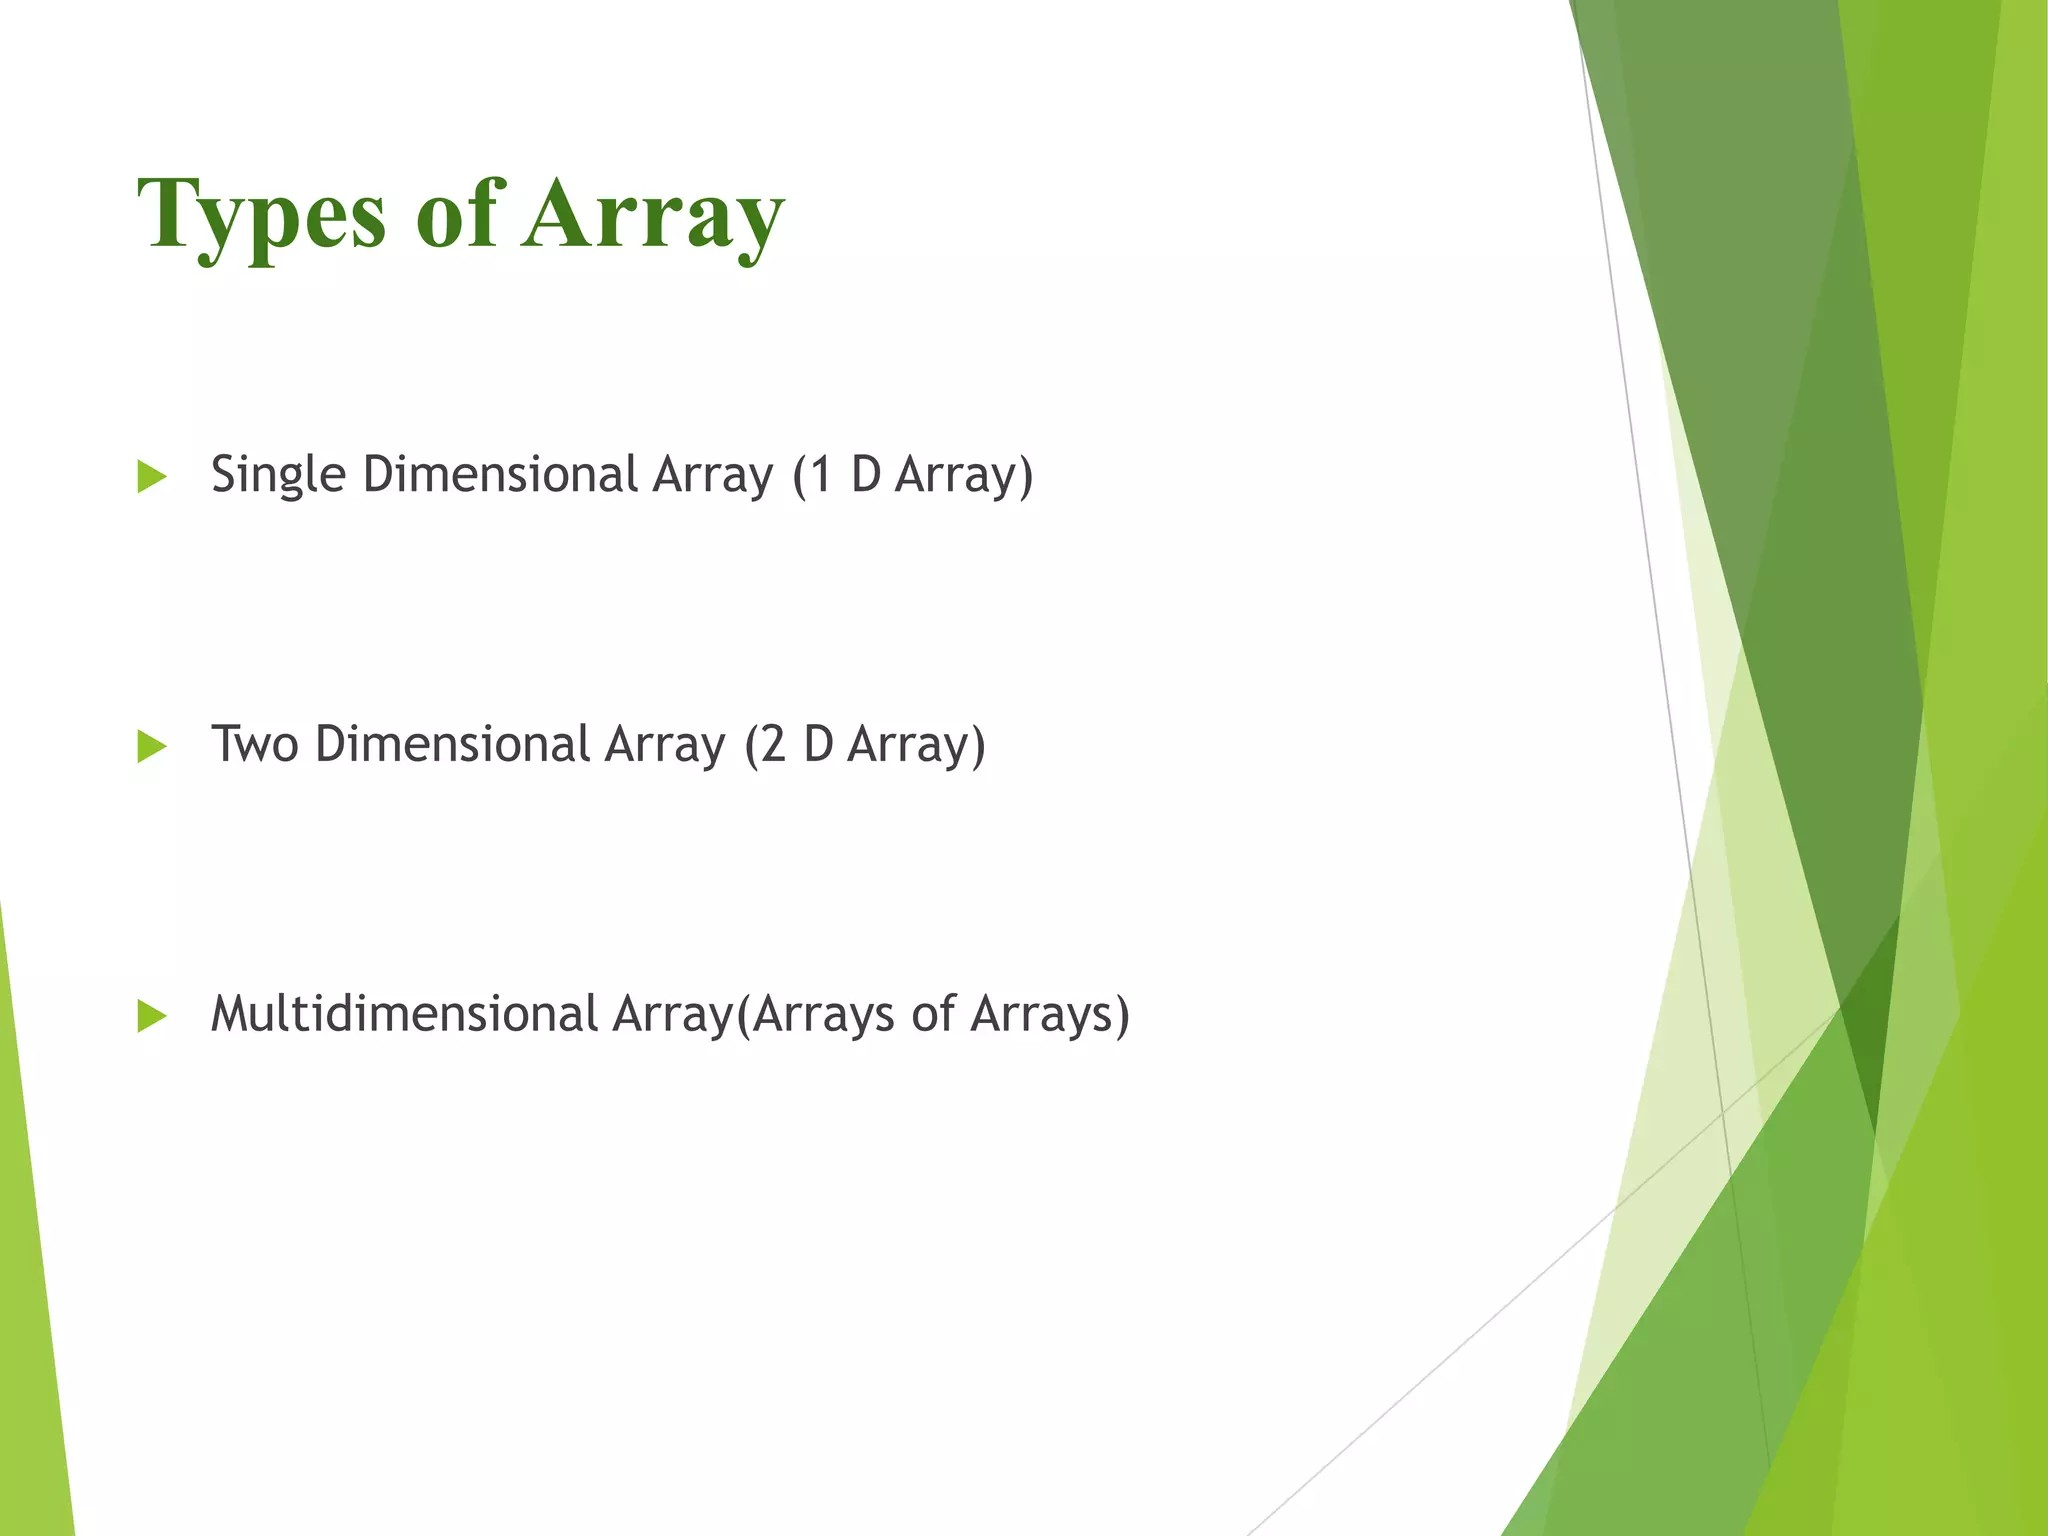 Types of Array
Single Dimensional Array (1 D Array)
Two Dimensional Array (2 D Array)
Multidimensional Array(Arrays of Arrays)